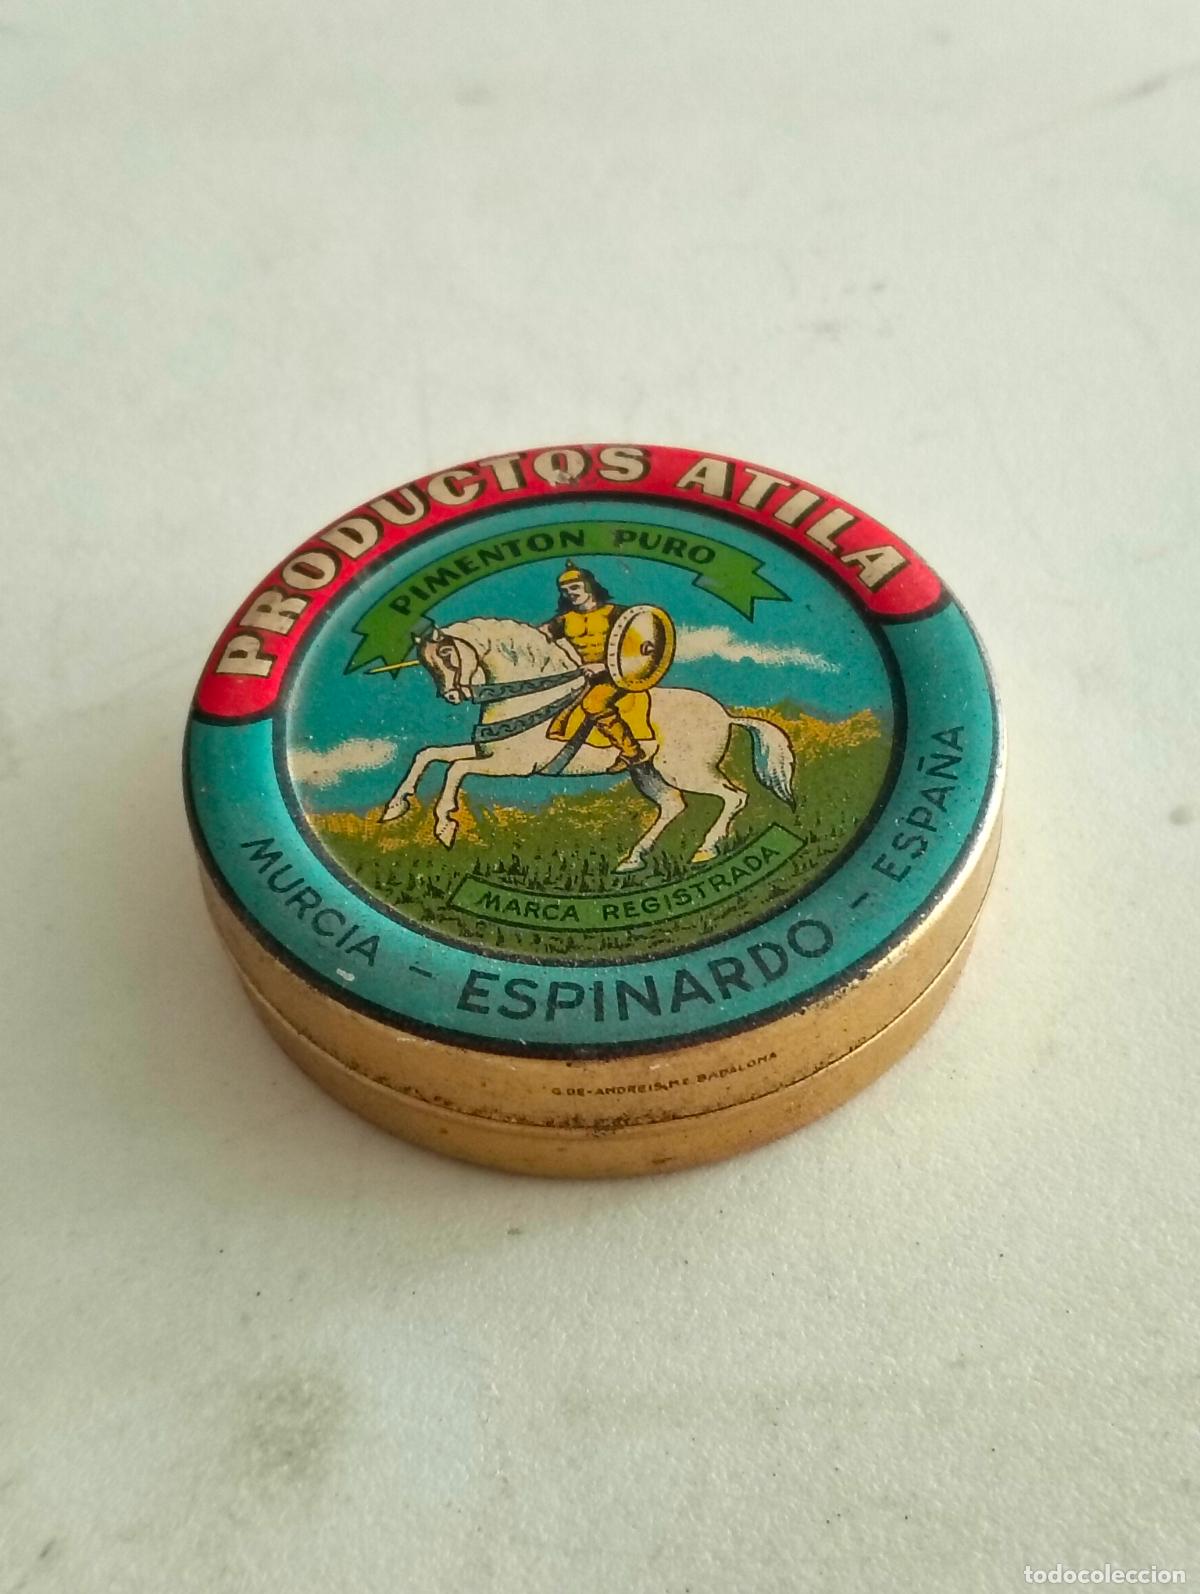 PRODUCTOS ATILA
PIMENTON PURO
MARCA REGISTRADA
MURCIA - ESPINARDO - ESPAÑA
G.DE-ANDREIS, M.E. BADALONA
todocoleccion